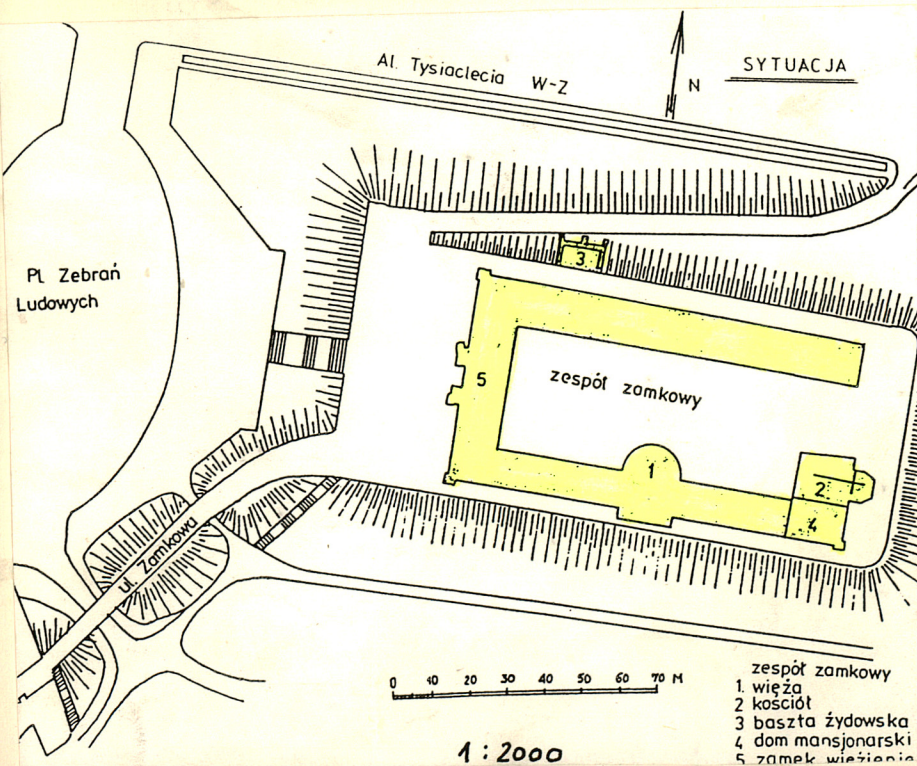 Al. Tysiaclecia W-Z
SYTUACJA
N
Pl. Zebrań
Ludowych
3
5
zespół zamkowy
1
2
4
ul. Zamkowa
0 10 20 30 40 50 60 70 M
1:2000
zespół zamkowy
1. wieża
2 kościół
3 baszta żydowska
4 dom mansjonarski
5 zamek więzienie